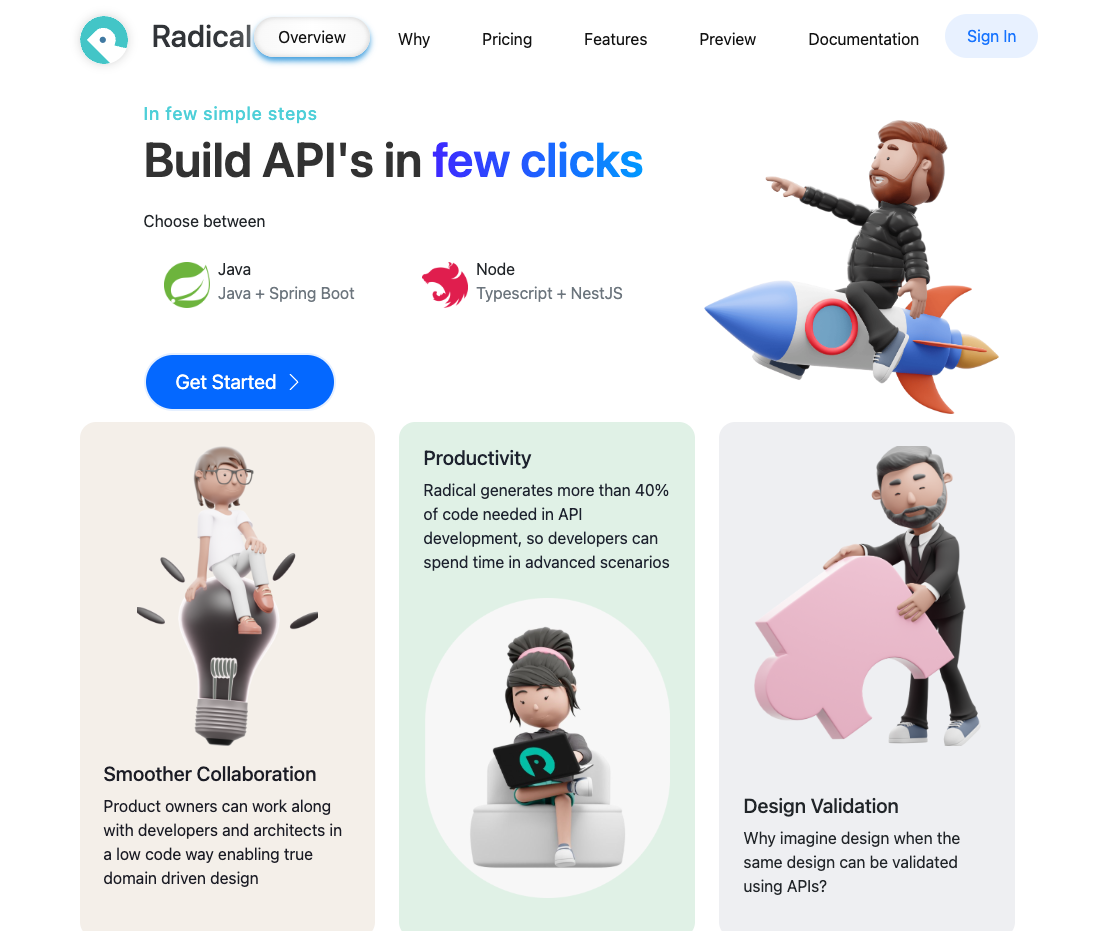 Radical Overview Why Pricing Features Preview Documentation Sign In
In few simple steps
Build API's in few clicks
Choose between
Java
Java + Spring Boot
Node
Typescript + NestJS
Get Started
Smoother Collaboration
Product owners can work along
with developers and architects in
a low code way enabling true
domain driven design
Productivity
Radical generates more than 40%
of code needed in API
development, so developers can
spend time in advanced scenarios
Design Validation
Why imagine design when the
same design can be validated
using APIs?